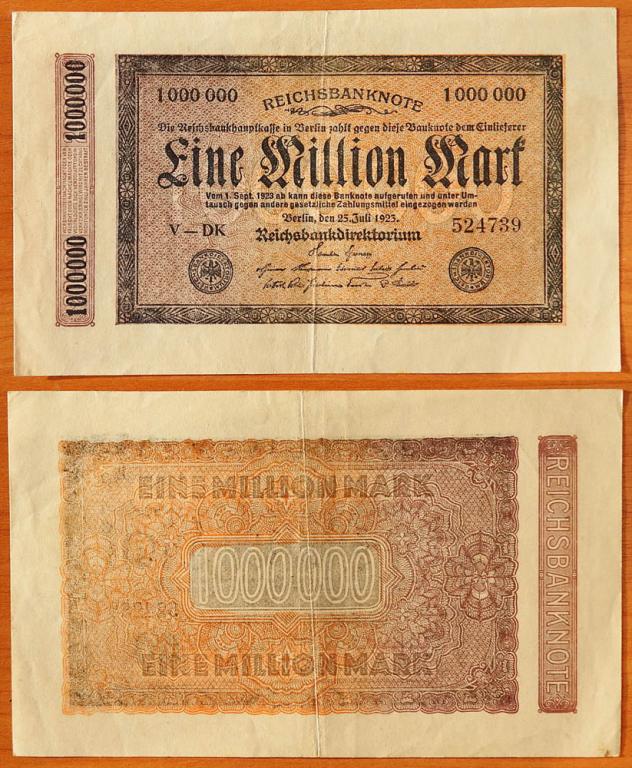 1000000
1000000
1 000 000
REICHSBANKNOTE
1 000 000
Die Reichsbankhauptkasse in Berlin zahlt gegen diese Banknote dem Einlieferer
Eine Million Mark
Vom 1. Sept. 1923 ab kann diese Banknote aufgerufen und unter Um-
tausch gegen andere gesetzliche Zahlungsmittel eingezogen werden
Berlin, den 25. Juli 1923.
V – DK
Reichsbankdirektorium
524739
EINE MILLION MARK
1000000
EINE MILLION MARK
REICHSBANKNOTE